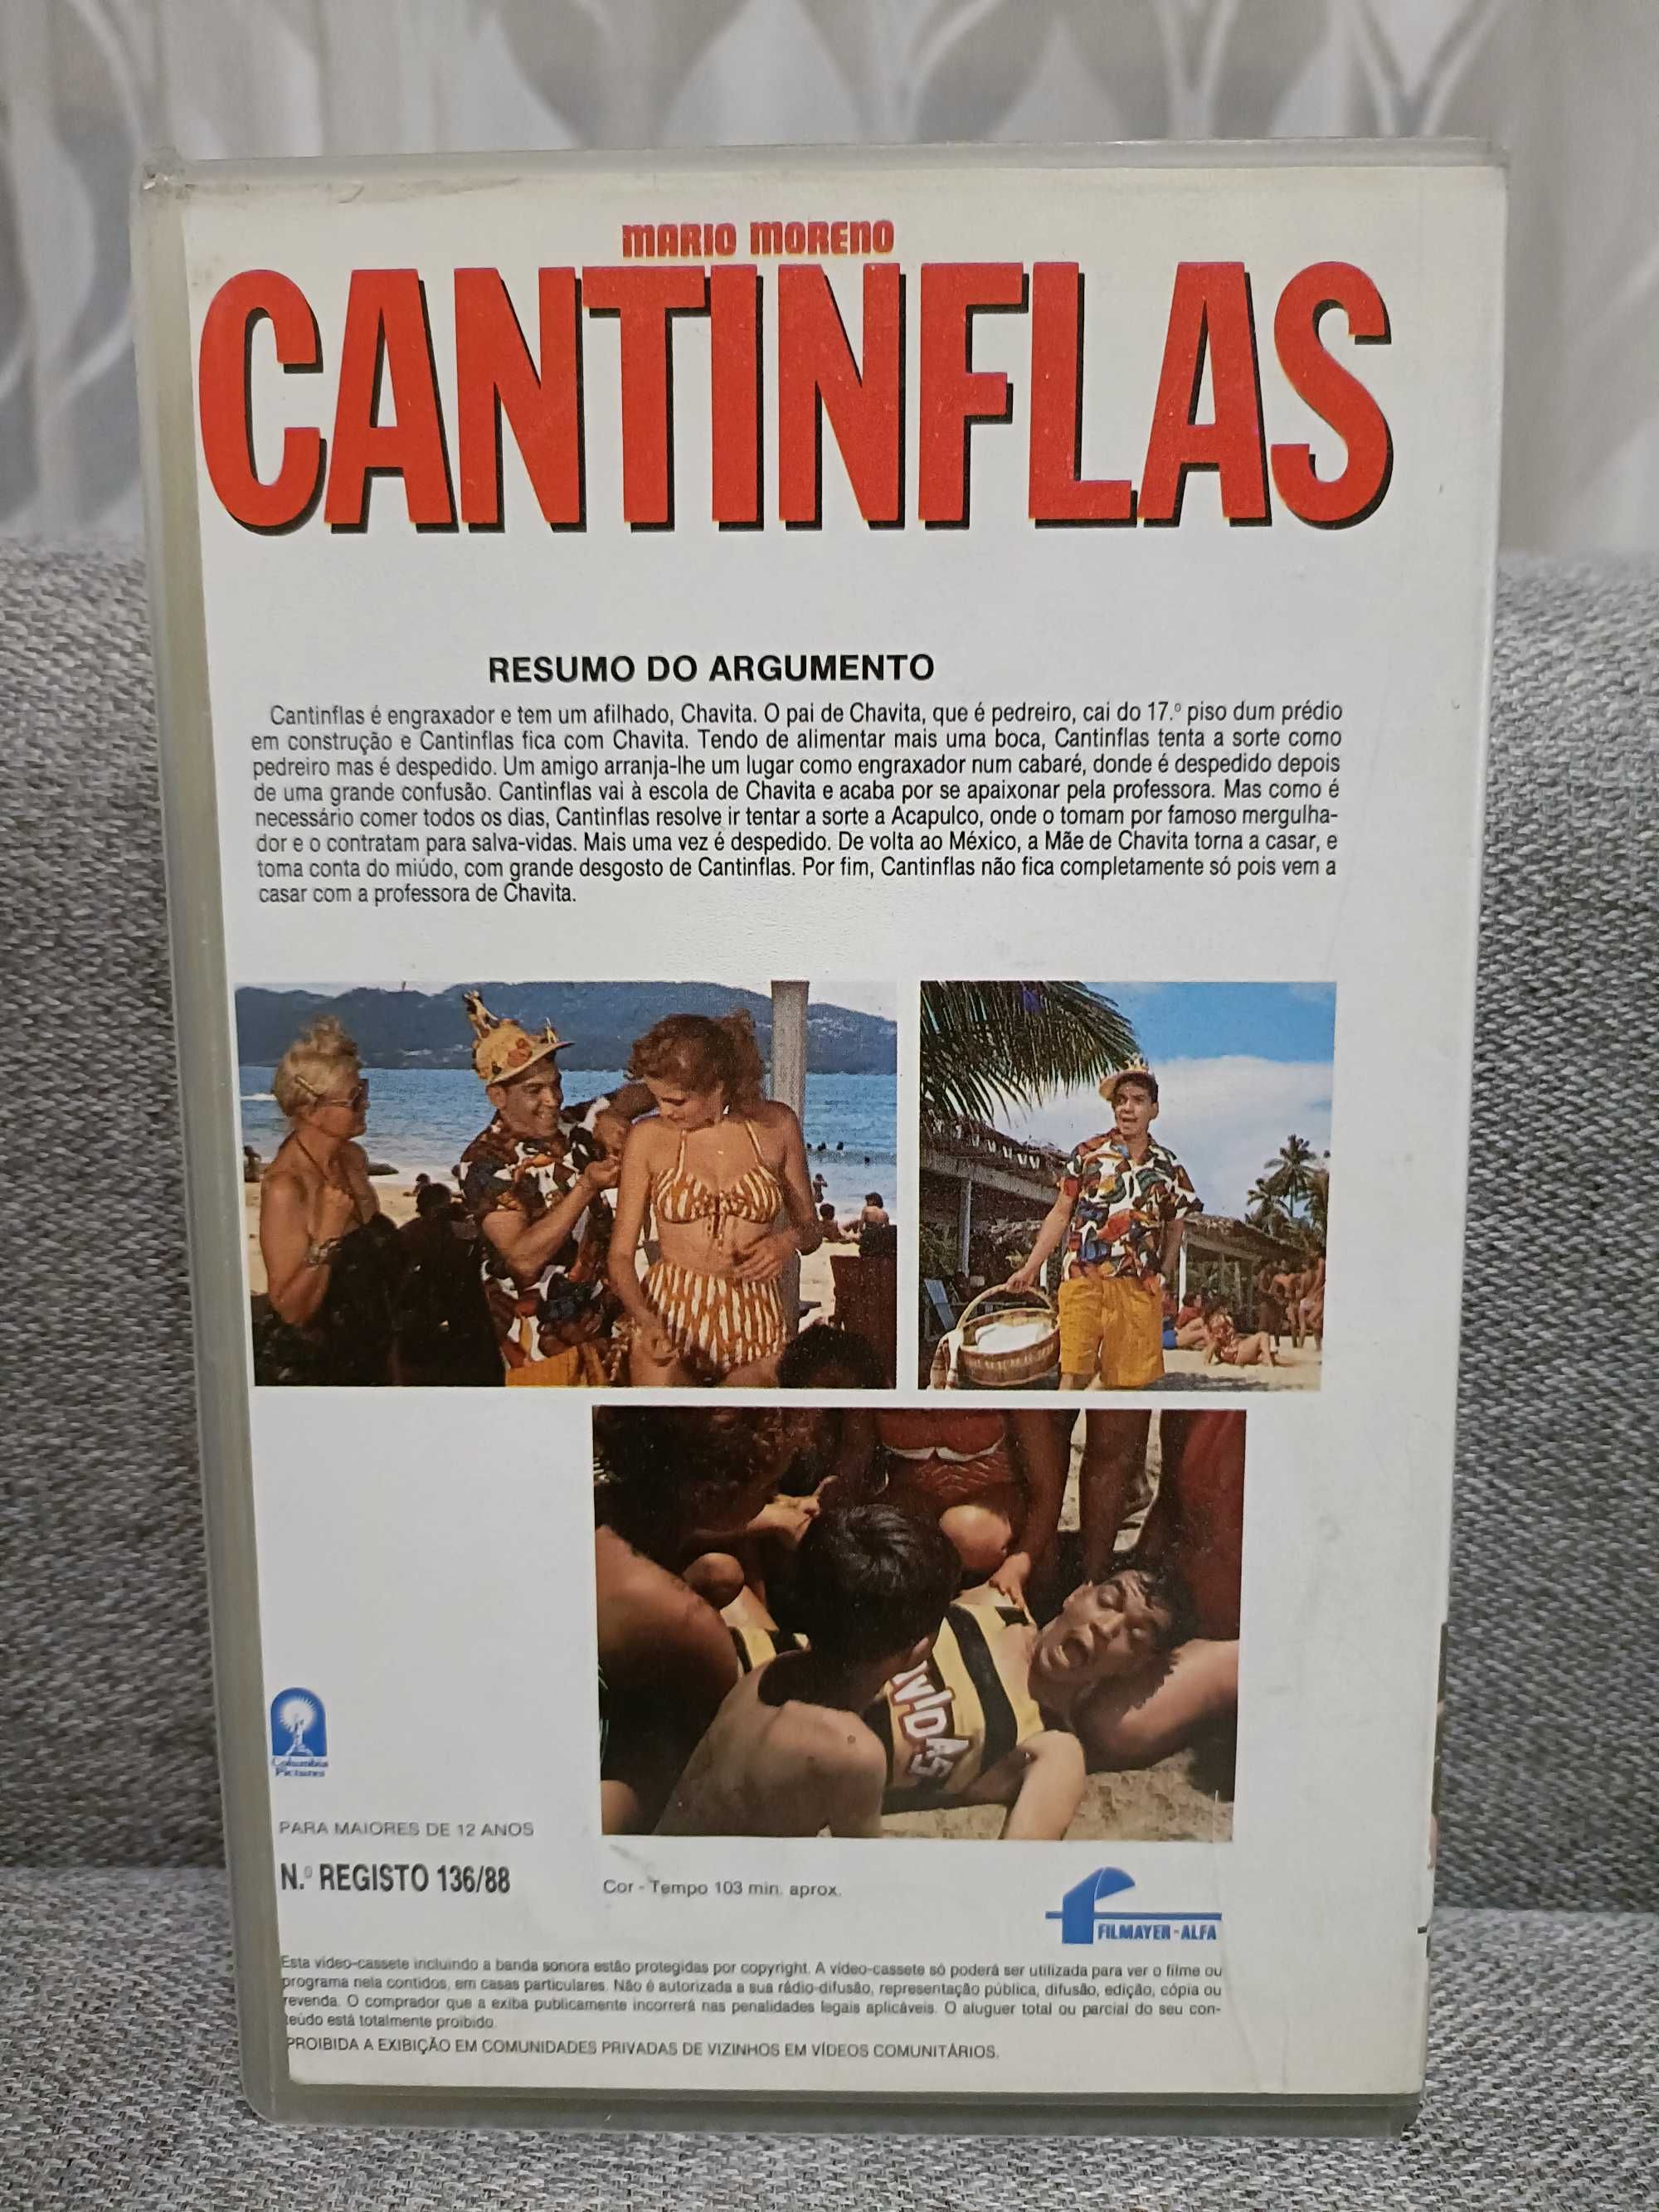 MARIO MORENO
CANTINFLAS
RESUMO DO ARGUMENTO
Cantinflas é engraxador e tem um afilhado, Chavita. O pai de Chavita, que é pedreiro, cai do 17.º piso dum prédio
em construção e Cantinflas fica com Chavita. Tendo de alimentar mais uma boca, Cantinflas tenta a sorte como
pedreiro mas é despedido. Um amigo arranja-lhe um lugar como engraxador num cabaré, donde é despedido depois
de uma grande confusão. Cantinflas vai à escola de Chavita e acaba por se apaixonar pela professora. Mas como é
necessário comer todos os dias, Cantinflas resolve ir tentar a sorte a Acapulco, onde o tomam por famoso mergulha-
dor e o contratam para salva-vidas. Mais uma vez é despedido. De volta ao México, a Mãe de Chavita torna a casar, e
toma conta do miúdo, com grande desgosto de Cantinflas. Por fim, Cantinflas não fica completamente só pois vem a
casar com a professora de Chavita.
VIDAS
Columbia
Pictures
PARA MAIORES DE 12 ANOS
N.º REGISTO 136/88
Cor - Tempo 103 min. aprox.
FILMAYER-ALFA
Esta vídeo-cassete incluindo a banda sonora estão protegidas por copyright. A vídeo-cassete só poderá ser utilizada para ver o filme ou
programa nela contidos, em casas particulares. Não é autorizada a sua rádio-difusão, representação pública, difusão, edição, cópia ou
revenda. O comprador que a exiba publicamente incorrerá nas penalidades legais aplicáveis. O aluguer total ou parcial do seu con-
teúdo está totalmente proibido.
PROIBIDA A EXIBIÇÃO EM COMUNIDADES PRIVADAS DE VIZINHOS EM VÍDEOS COMUNITÁRIOS.